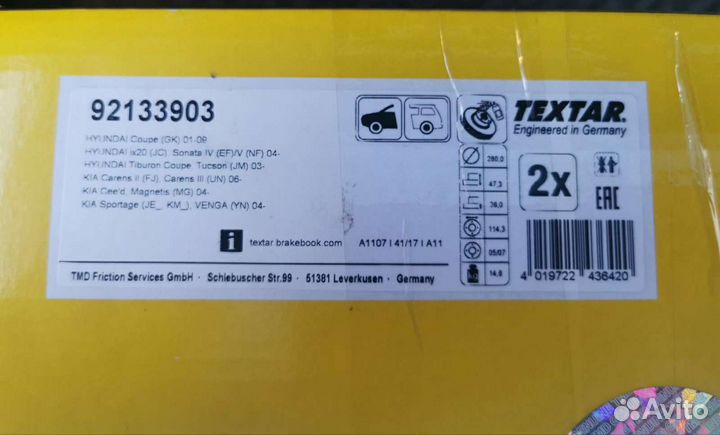 92133903
HYUNDAI Coupe (GK) 01-09
HYUNDAI ix20 (JC), Sonata IV (EF)/V (NF) 04-
HYUNDAI Tiburon Coupe, Tucson (JM) 03-
KIA Carens II (FJ), Carens III (UN) 06-
KIA Cee'd, Magnetis (MG) 04-
KIA Sportage (JE_, KM_), VENGA (YN) 04-
i textar brakebook.com A1107 | 41/17 | A11
TMD Friction Services GmbH · Schlebuscher Str.99 · 51381 Leverkusen · Germany
TEXTAR.
Engineered in Germany
280,0
47,3
36,0
114,3
05/07
14,8
2x
EAC
4 019722 436420
Avito